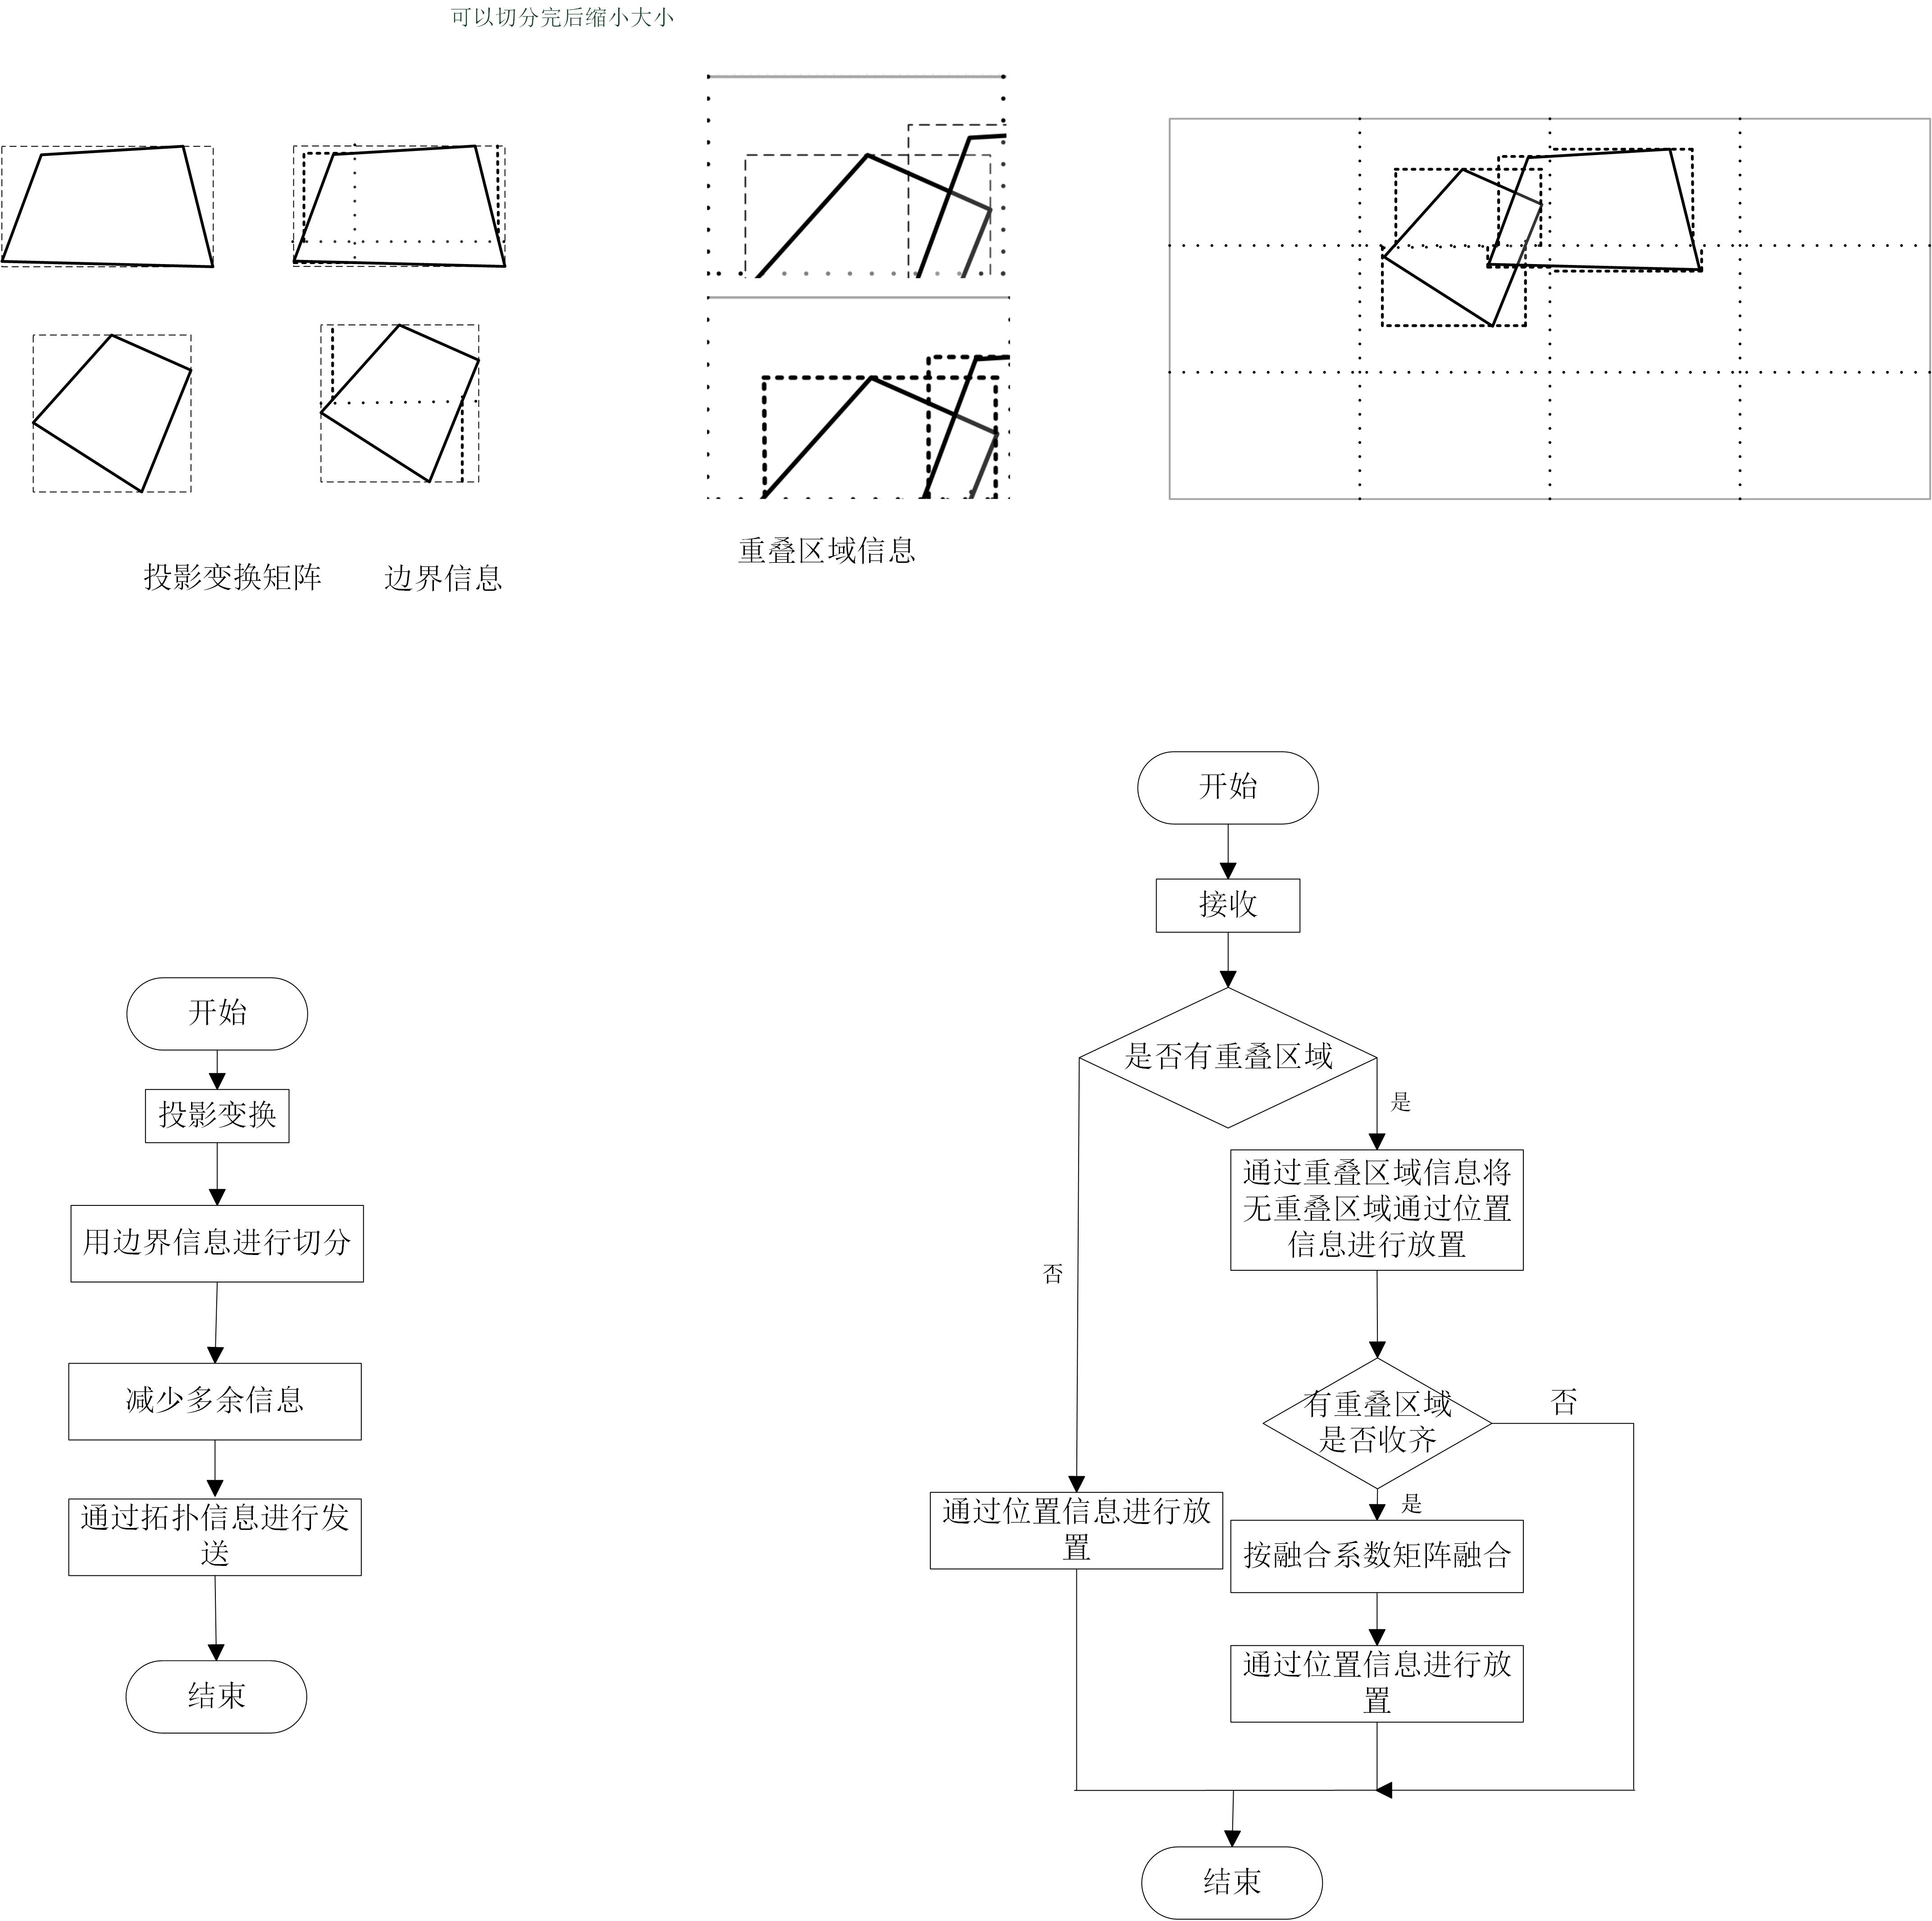 可以切分完后缩小大小
投影变换矩阵
边界信息
重叠区域信息
开始
投影变换
用边界信息进行切分
减少多余信息
通过拓扑信息进行发
送
结束
开始
接收
是否有重叠区域
是
否
通过重叠区域信息将
无重叠区域通过位置
信息进行放置
有重叠区域
是否收齐
否
是
通过位置信息进行放
置
按融合系数矩阵融合
通过位置信息进行放
置
结束